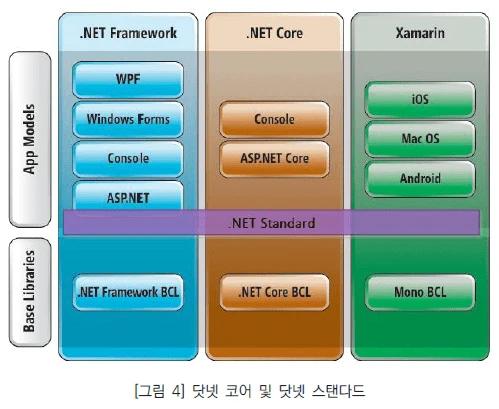 .NET Framework
.NET Core
Xamarin
App Models
WPF
Windows Forms
Console
ASP.NET
Console
ASP.NET Core
iOS
Mac OS
Android
.NET Standard
Base Libraries
.NET Framework BCL
.NET Core BCL
Mono BCL
[그림 4] 닷넷 코어 및 닷넷 스탠다드